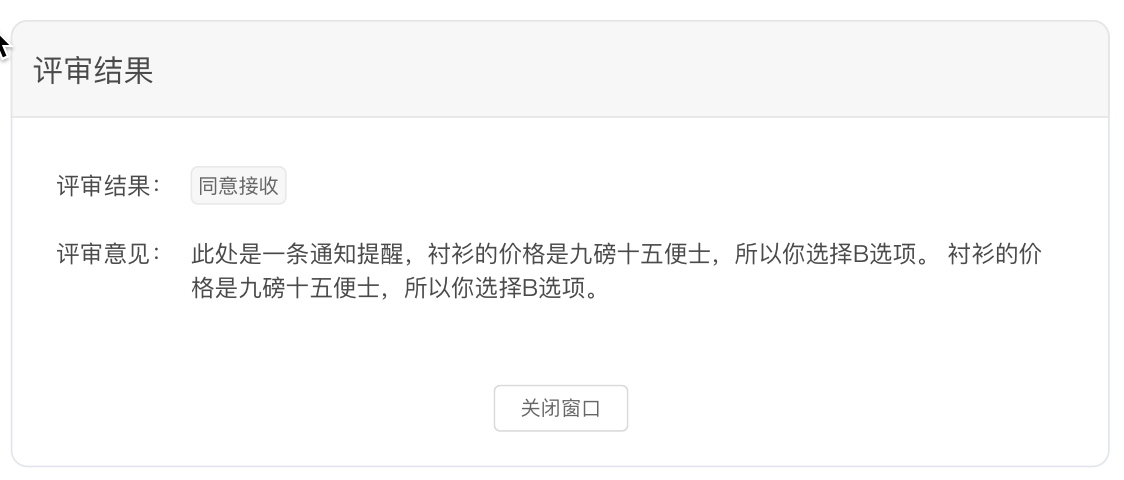 评审结果
评审结果： 同意接收
评审意见： 此处是一条通知提醒，衬衫的价格是九磅十五便士，所以你选择B选项。 衬衫的价
格是九磅十五便士，所以你选择B选项。
关闭窗口